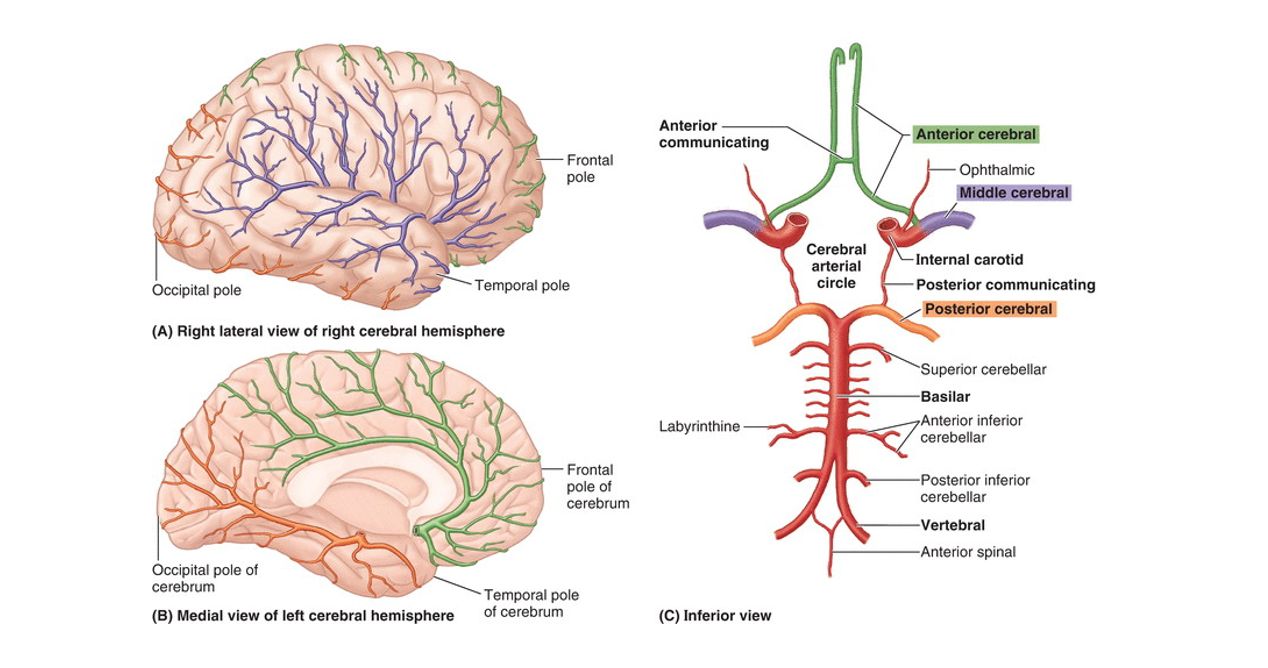 Frontal
pole
Temporal pole
Occipital pole
(A) Right lateral view of right cerebral hemisphere
Frontal
pole of
cerebrum
Occipital pole of
cerebrum
Temporal pole
of cerebrum
(B) Medial view of left cerebral hemisphere
Anterior
communicating
Anterior cerebral
Ophthalmic
Middle cerebral
Cerebral
arterial
circle
Internal carotid
Posterior communicating
Posterior cerebral
Superior cerebellar
Basilar
Labyrinthine
Anterior inferior
cerebellar
Posterior inferior
cerebellar
Vertebral
Anterior spinal
(C) Inferior view